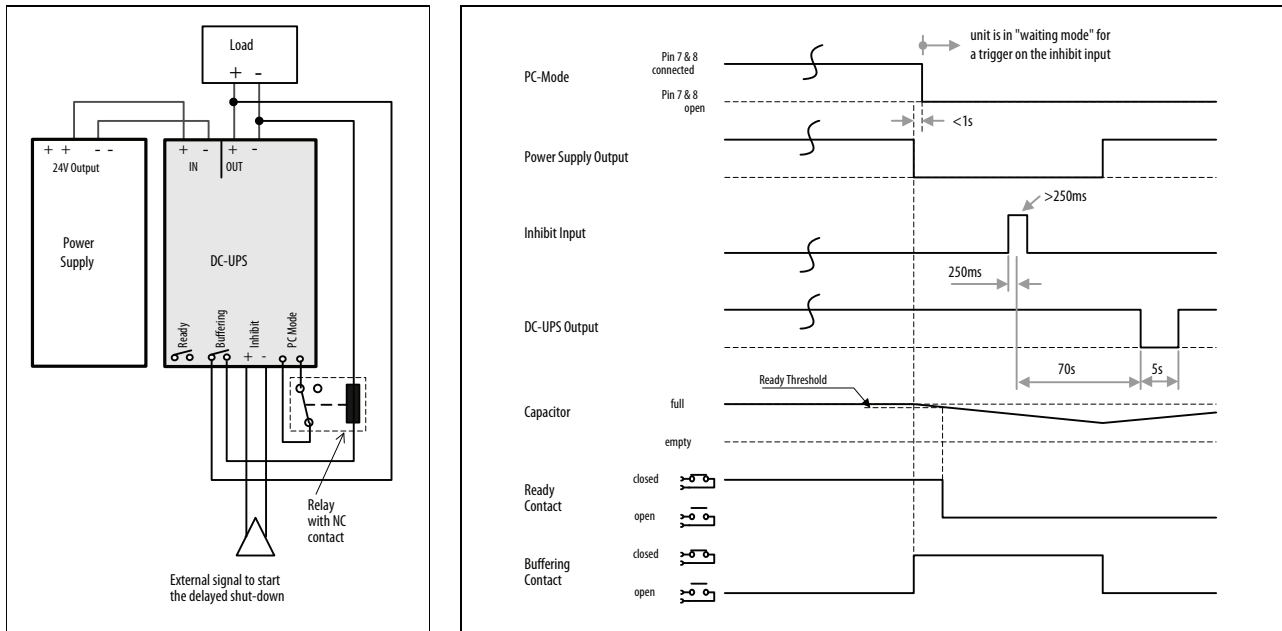 Load
+ -
+ + - -
24V Output
+ - + -
IN OUT
Power
Supply
DC-UPS
Ready
Buffering
+ Inhibit -
PC Mode
Relay
with NC
contact
External signal to start
the delayed shut-down
unit is in "waiting mode" for
a trigger on the inhibit input
PC-Mode
Pin 7 & 8
connected
Pin 7 & 8
open
<1s
Power Supply Output
>250ms
Inhibit Input
250ms
DC-UPS Output
70s
5s
Ready Threshold
Capacitor
full
empty
Ready
Contact
closed
open
Buffering
Contact
closed
open